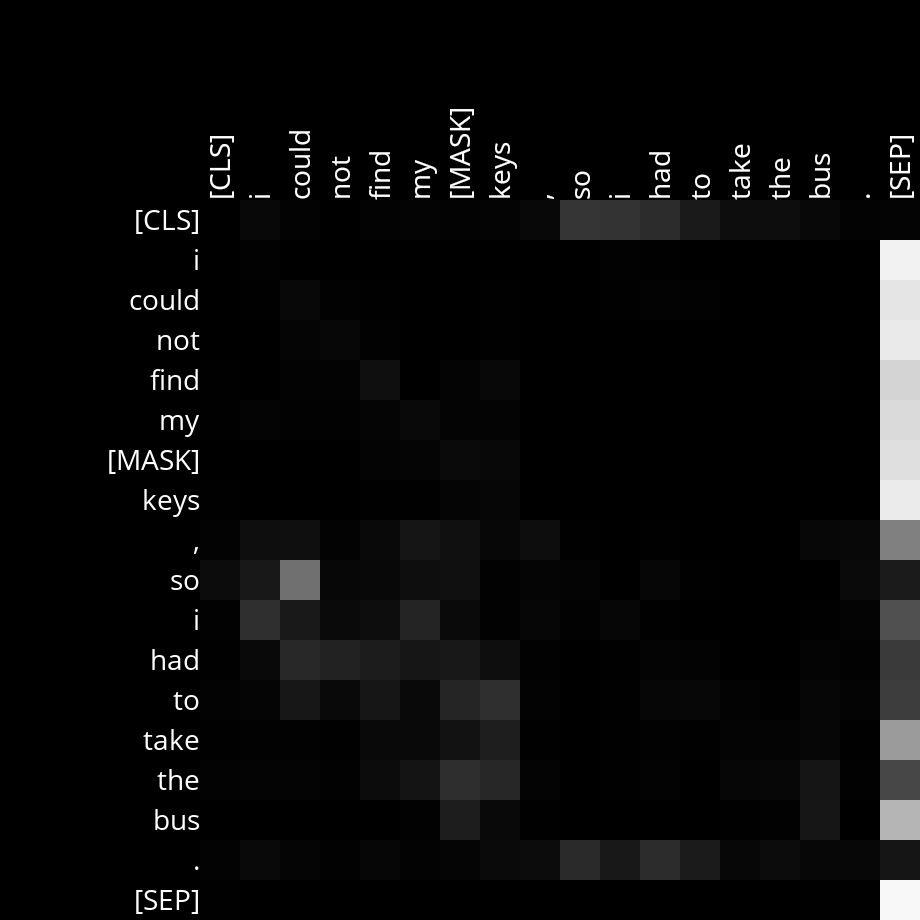 [CLS] i could not find my [MASK] keys , so i had to take the bus . [SEP]
[CLS]
i
could
not
find
my
[MASK]
keys
,
so
i
had
to
take
the
bus
.
[SEP]